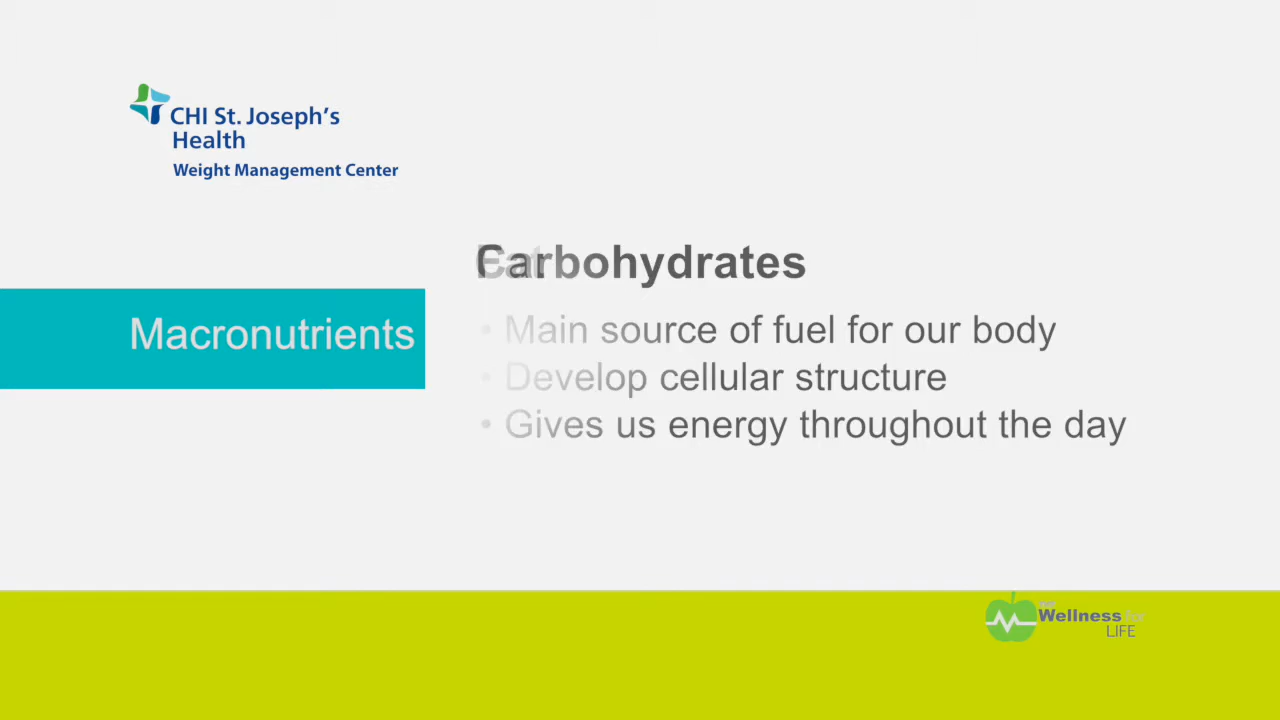 CHI St. Joseph's
Health
Weight Management Center
Carbohydrates
Macronutrients
• Main source of fuel for our body
• Develop cellular structure
• Gives us energy throughout the day
Wellness for
LIFE